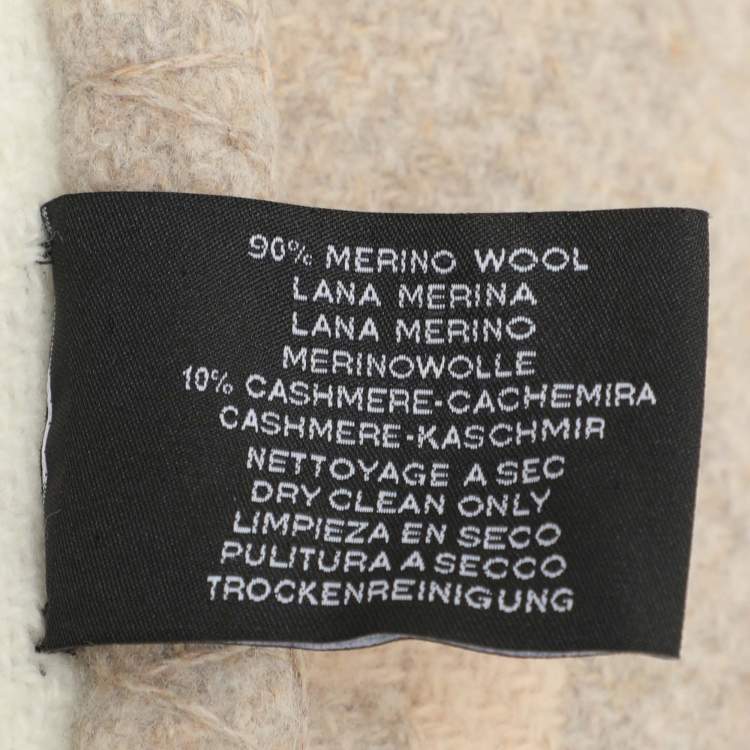 90% MERINO WOOL
LANA MERINA
LANA MERINO
MERINOWOLLE
10% CASHMERE-CACHEMIRA
CASHMERE-KASCHMIR
NETTOYAGE A SEC
DRY CLEAN ONLY
LIMPIEZA EN SECO
PULITURA A SECCO
TROCKENREINIGUNG